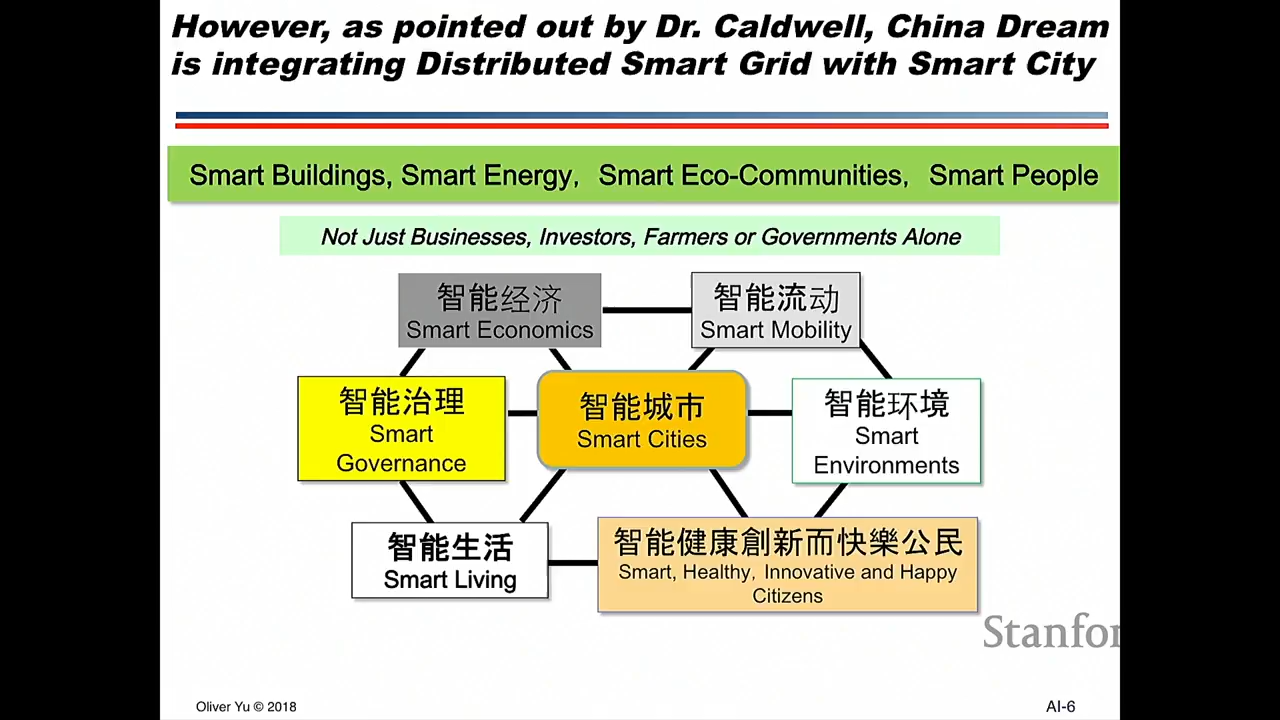 However, as pointed out by Dr. Caldwell, China Dream
is integrating Distributed Smart Grid with Smart City
Smart Buildings, Smart Energy,  Smart Eco-Communities,  Smart People
Not Just Businesses, Investors, Farmers or Governments Alone
智能经济
Smart Economics
智能流动
Smart Mobility
智能治理
Smart
Governance
智能城市
Smart Cities
智能环境
Smart
Environments
智能生活
Smart Living
智能健康創新而快樂公民
Smart, Healthy, Innovative and Happy
Citizens
Stanfor
Oliver Yu © 2018
AI-6